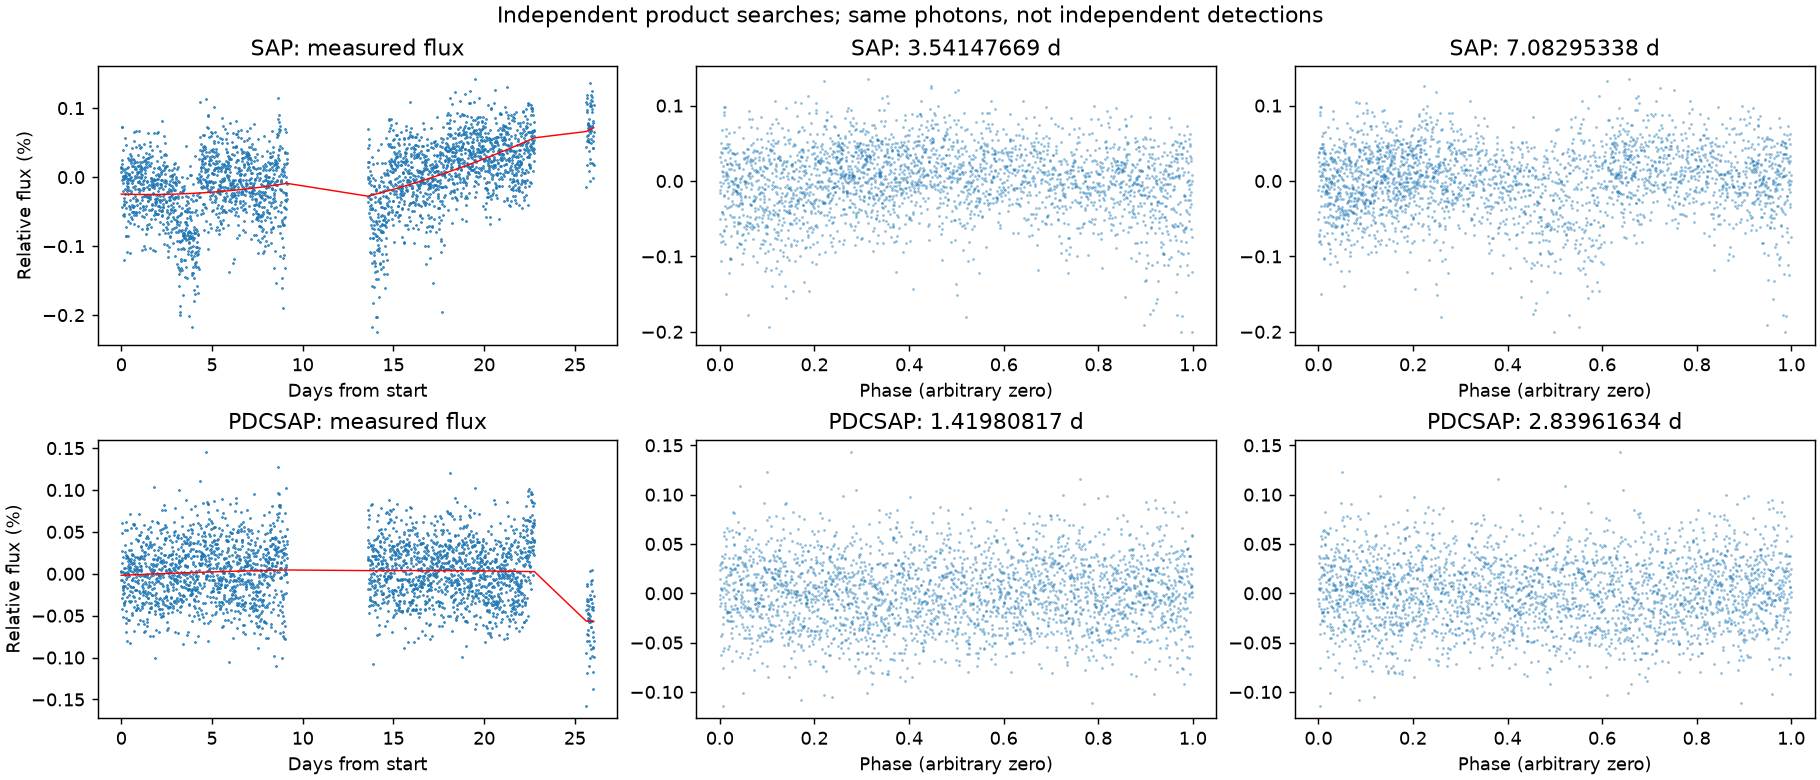 Independent product searches; same photons, not independent detections
SAP: measured flux
SAP: 3.54147669 d
SAP: 7.08295338 d
Relative flux (%)
0.1
0.0
−0.1
−0.2
0 5 10 15 20 25
Days from start
0.1
0.0
−0.1
−0.2
0.0 0.2 0.4 0.6 0.8 1.0
Phase (arbitrary zero)
0.1
0.0
−0.1
−0.2
0.0 0.2 0.4 0.6 0.8 1.0
Phase (arbitrary zero)
PDCSAP: measured flux
PDCSAP: 1.41980817 d
PDCSAP: 2.83961634 d
Relative flux (%)
0.15
0.10
0.05
0.00
−0.05
−0.10
−0.15
0 5 10 15 20 25
Days from start
0.15
0.10
0.05
0.00
−0.05
−0.10
0.0 0.2 0.4 0.6 0.8 1.0
Phase (arbitrary zero)
0.15
0.10
0.05
0.00
−0.05
−0.10
0.0 0.2 0.4 0.6 0.8 1.0
Phase (arbitrary zero)